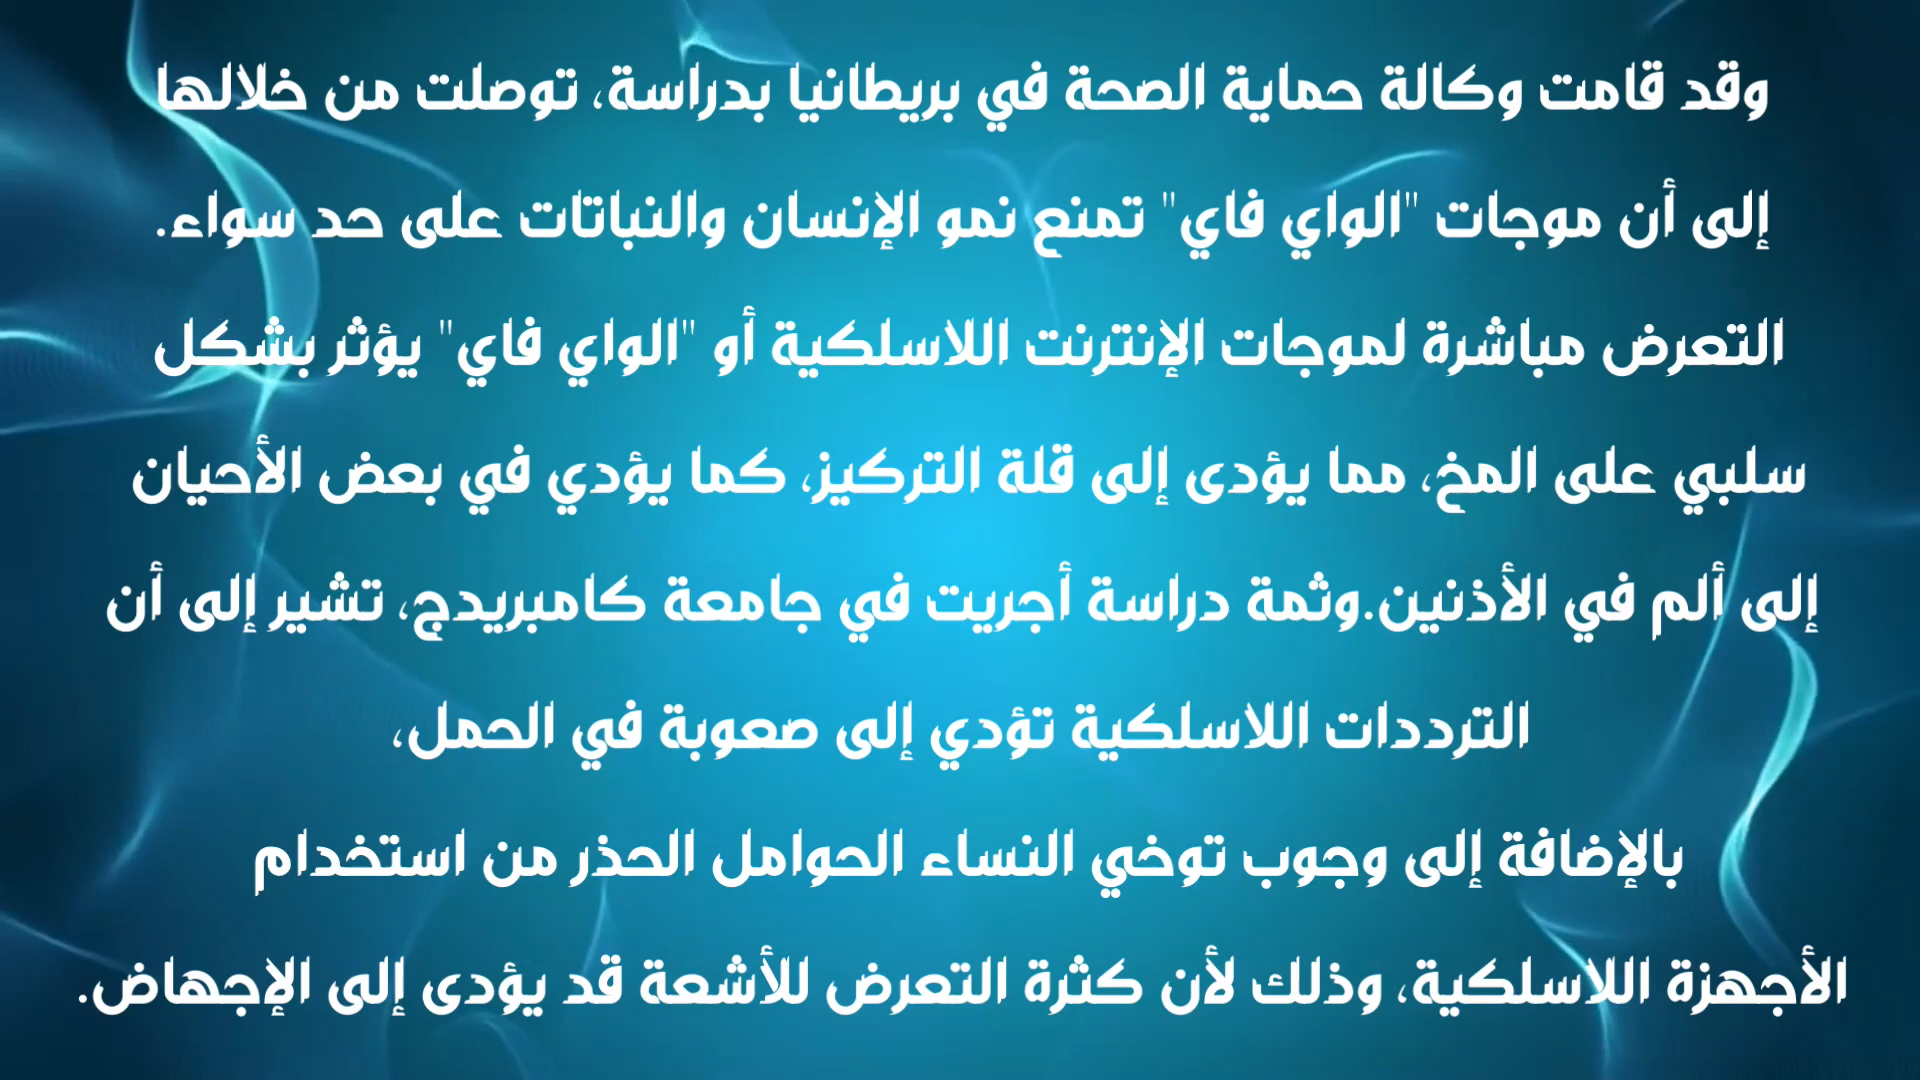 وقد قامت وكالة حماية الصحة في بريطانيا بدراسة، توصلت من خلالها
إلى أن موجات "الواي فاي" تمنع نمو الإنسان والنباتات على حد سواء.
التعرض مباشرة لموجات الإنترنت اللاسلكية أو "الواي فاي" يؤثر بشكل
سلبي على المخ، مما يؤدى إلى قلة التركيز، كما يؤدي في بعض الأحيان
إلى ألم في الأذنين.وثمة دراسة أجريت في جامعة كامبريدج، تشير إلى أن
الترددات اللاسلكية تؤدي إلى صعوبة في الحمل،
بالإضافة إلى وجوب توخي النساء الحوامل الحذر من استخدام
الأجهزة اللاسلكية، وذلك لأن كثرة التعرض للأشعة قد يؤدى إلى الإجهاض.